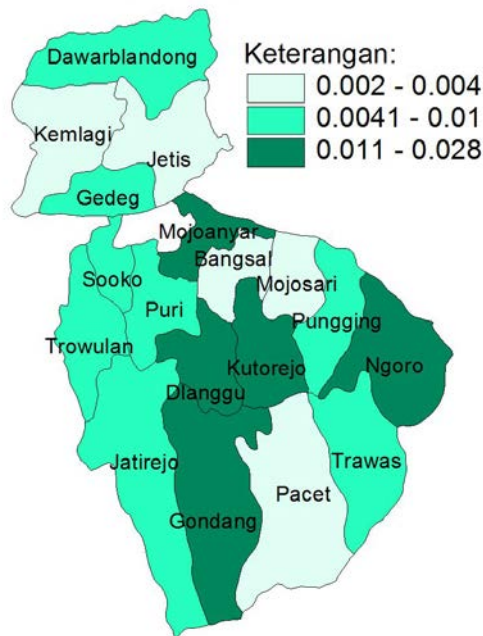 Dawarblandong
Keterangan:
0.002 - 0.004
0.0041 - 0.01
0.011 - 0.028
Kemlagi
Jetis
Gedeg
Mojoanyar
Bangsal
Sooko
Mojosari
Puri
Pungging
Trowulan
Kutorejo
Ngoro
Dlanggu
Jatirejo
Trawas
Pacet
Gondang